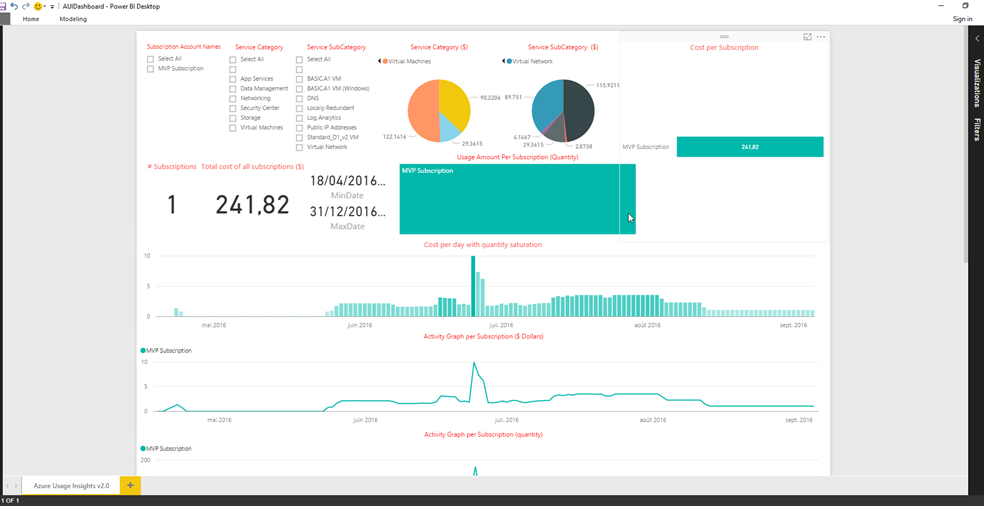 AUIDashboard - Power BI Desktop
Home
Modeling
Sign in
Subscription Account Names
Select All
MVP Subscription
Service Category
Select All
App Services
Data Management
Networking
Security Center
Storage
Virtual Machines
Service SubCategory
Select All
BASIC.A1 VM
BASIC.A1 VM (Windows)
DNS
Locally Redundant
Log Analytics
Public IP Addresses
Standard_D1_v2 VM
Virtual Network
Service Category ($)
Virtual Machines
90.2206
122.1416
29.3615
Service SubCategory ($)
Virtual Network
89.751
115.9211
4.1447
29.3615
2.0738
Cost per Subscription
MVP Subscription
241,82
# Subscriptions
1
Total cost of all subscriptions ($)
241,82
18/04/2016...
MinDate
31/12/2016...
MaxDate
Usage Amount Per Subscription (Quantity)
MVP Subscription
Cost per day with quantity saturation
10
5
0
mai 2016
juin 2016
juil. 2016
août 2016
sept. 2016
Activity Graph per Subscription ($ Dollars)
MVP Subscription
10
5
0
mai 2016
juin 2016
juil. 2016
août 2016
sept. 2016
Activity Graph per Subscription (quantity)
MVP Subscription
200
Visualizations
Filters
Azure Usage Insights v2.0
1 OF 1